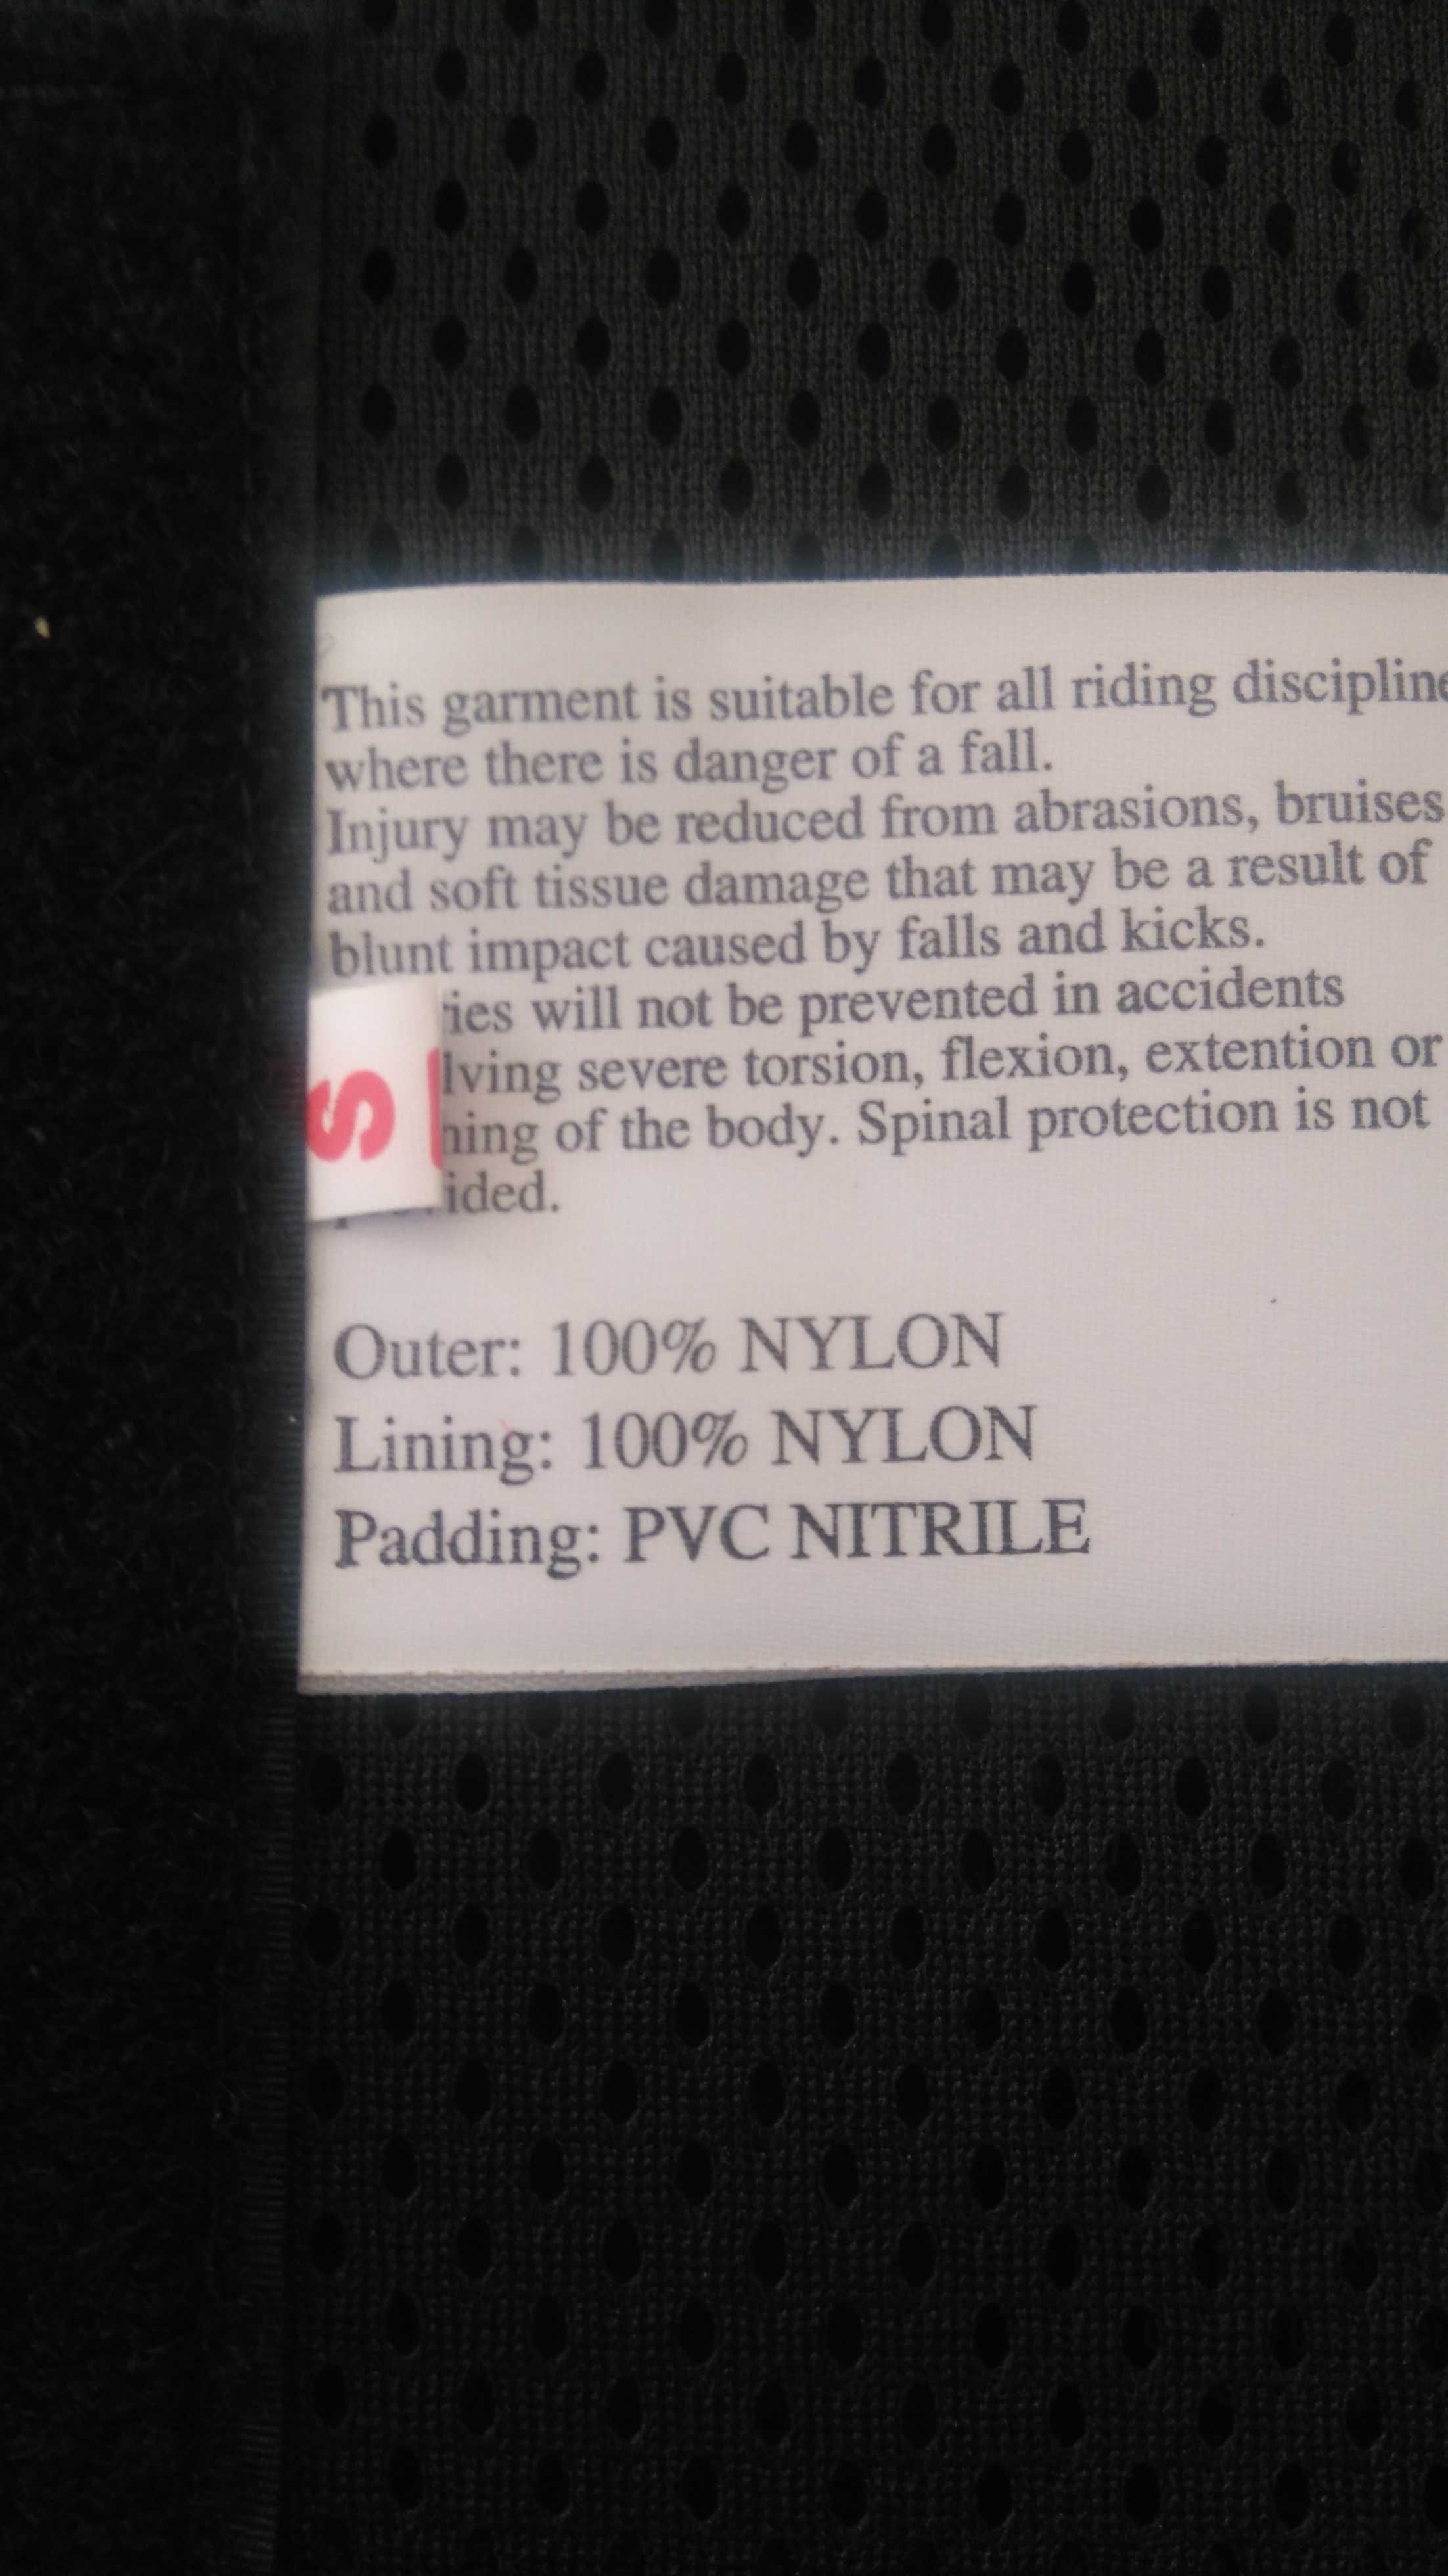 This garment is suitable for all riding
where there is danger of a fall.
Injury may be reduced from abrasions, bruises
and soft tissue damage that may be a result of
blunt impact caused by falls and kicks.
will not be prevented in accidents
severe torsion, flexion, extention or
of the body. Spinal protection is not
S
Outer: 100% NYLON
Lining: 100% NYLON
Padding: PVC NITRILE